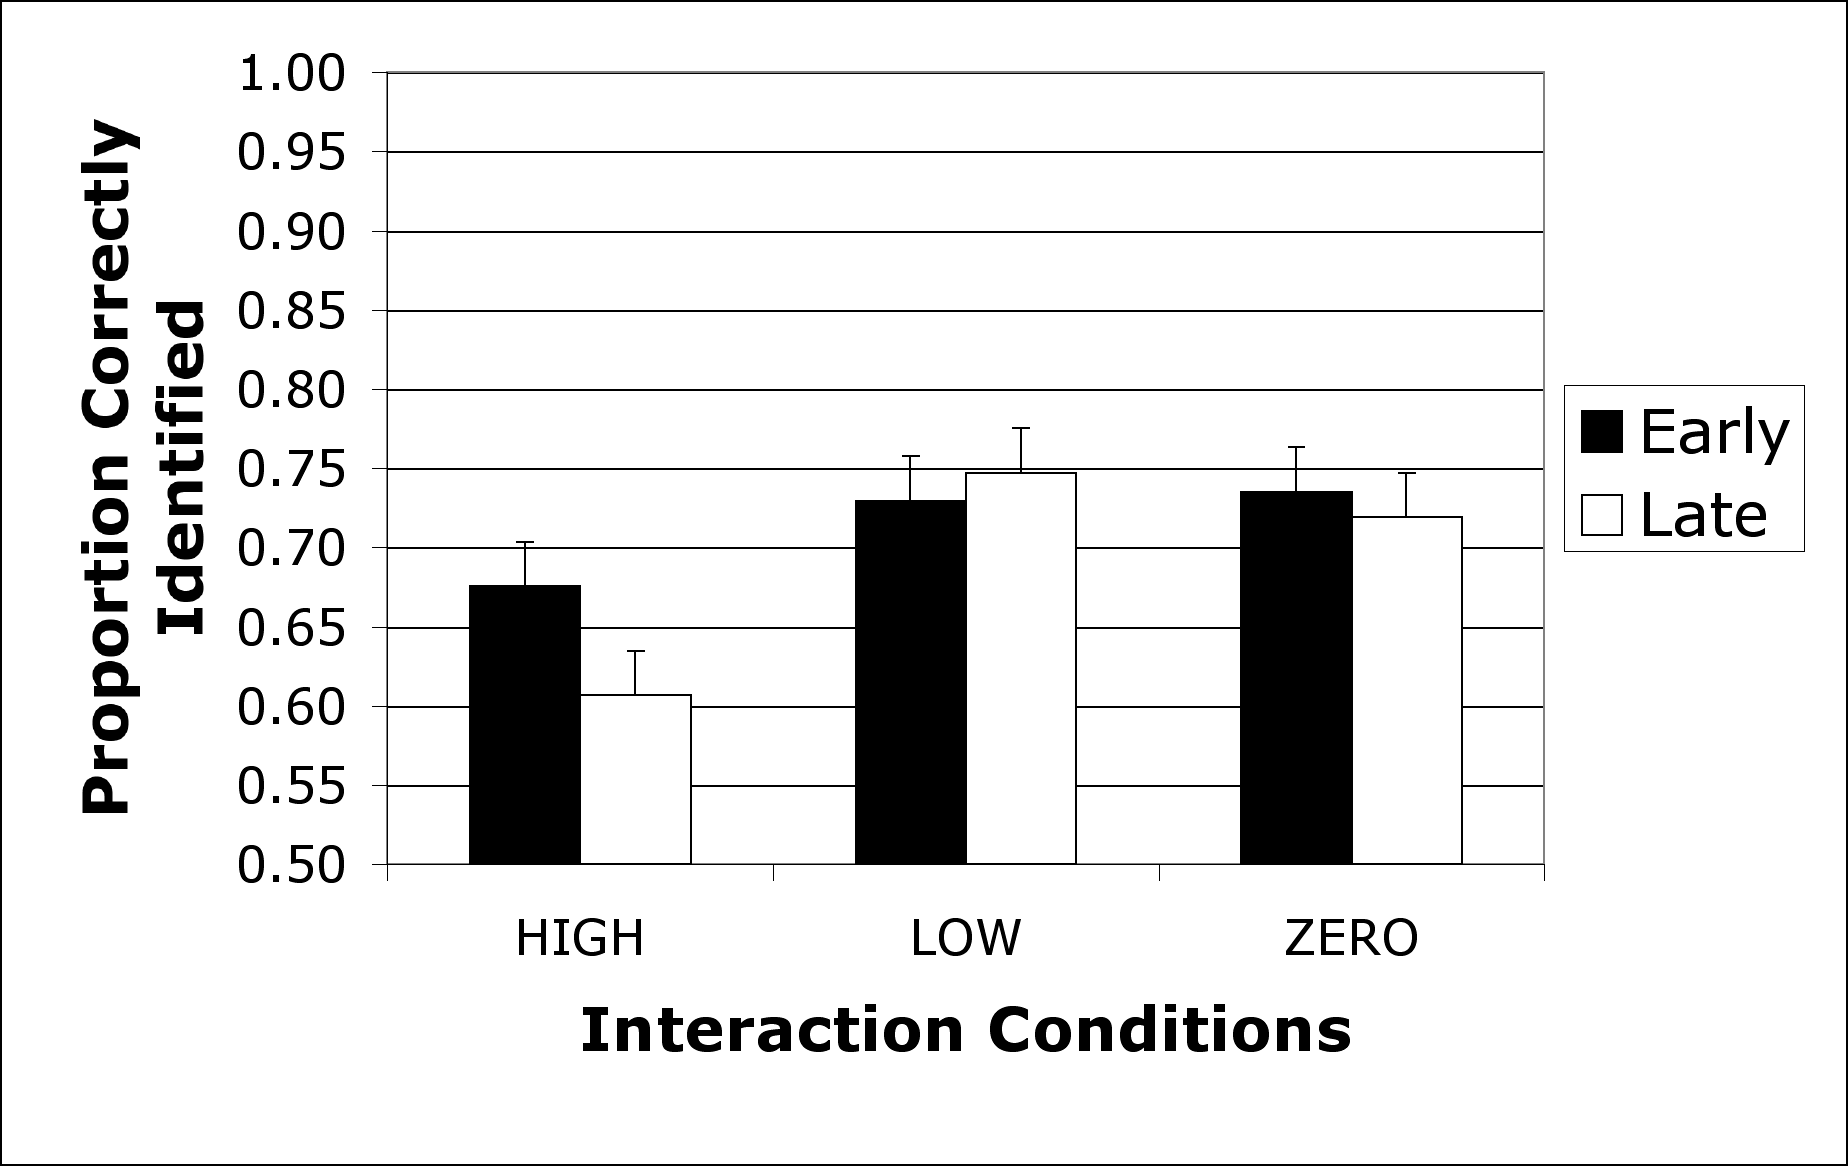 Proportion Correctly
Identified
1.00
0.95
0.90
0.85
0.80
0.75
0.70
0.65
0.60
0.55
0.50
HIGH
LOW
ZERO
Interaction Conditions
Early
Late